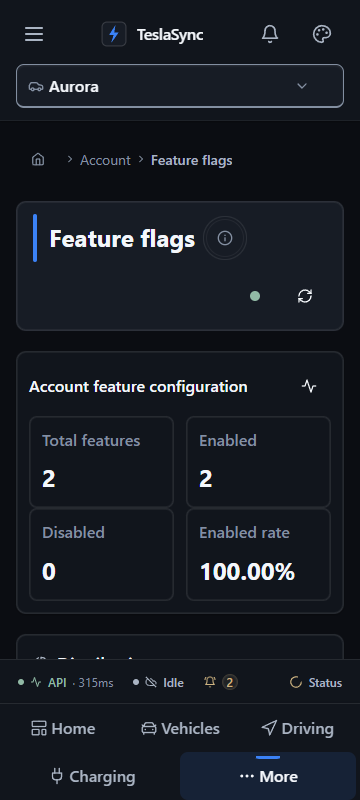 TeslaSync
Aurora
Account
Feature flags
Feature flags
Account feature configuration
Total features
Enabled
2
2
Disabled
Enabled rate
0
100.00%
API · 315ms
Idle
2
Status
Home
Vehicles
Driving
Charging
More